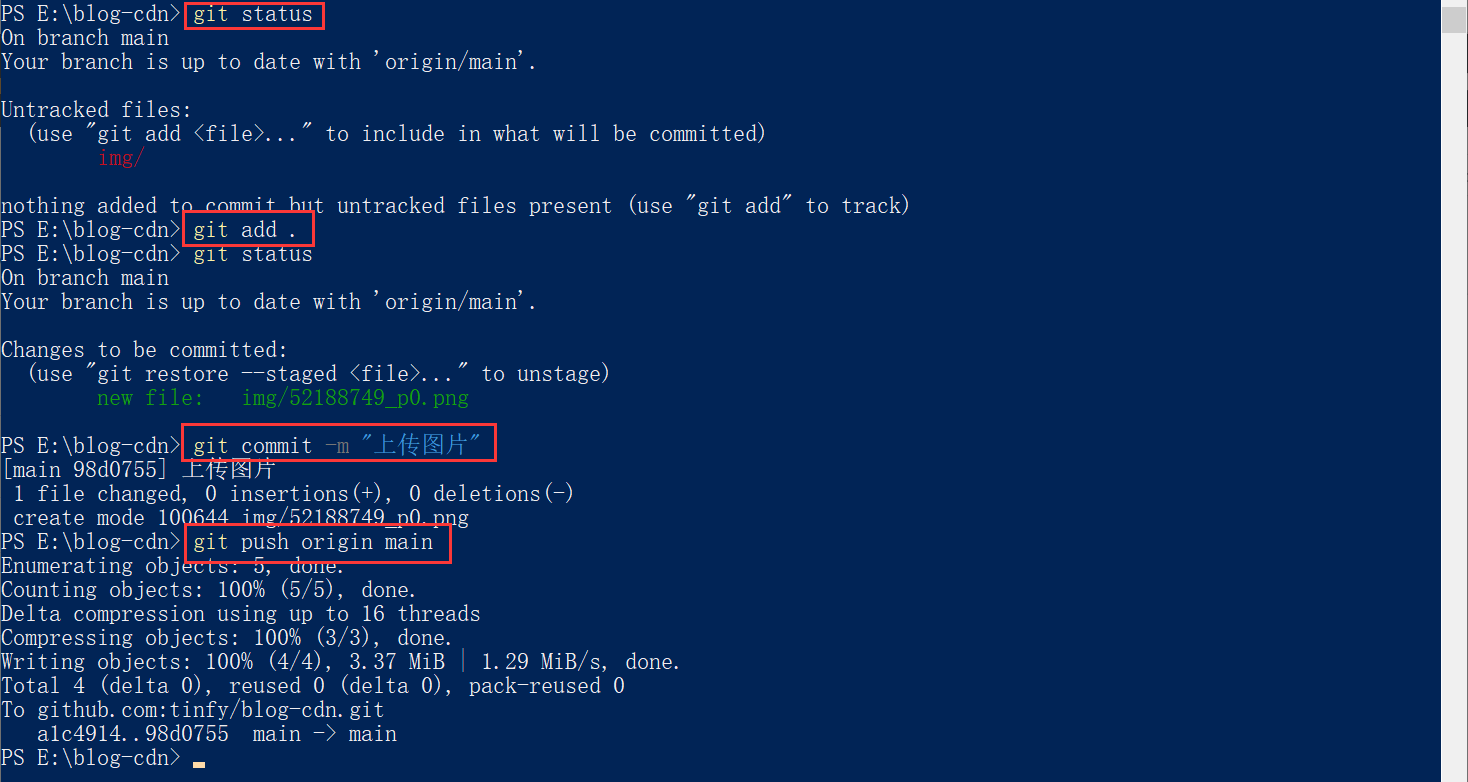 PS E:\blog-cdn> git status
On branch main
Your branch is up to date with 'origin/main'.
Untracked files:
  (use "git add <file>..." to include in what will be committed)
        img/
nothing added to commit but untracked files present (use "git add" to track)
PS E:\blog-cdn> git add .
PS E:\blog-cdn> git status
On branch main
Your branch is up to date with 'origin/main'.
Changes to be committed:
  (use "git restore --staged <file>..." to unstage)
        new file:   img/52188749_p0.png
PS E:\blog-cdn> git commit -m "上传图片"
[main 98d0755] 上传图片
 1 file changed, 0 insertions(+), 0 deletions(-)
 create mode 100644 img/52188749_p0.png
PS E:\blog-cdn> git push origin main
Enumerating objects: 5, done.
Counting objects: 100% (5/5), done.
Delta compression using up to 16 threads
Compressing objects: 100% (3/3), done.
Writing objects: 100% (4/4), 3.37 MiB | 1.29 MiB/s, done.
Total 4 (delta 0), reused 0 (delta 0), pack-reused 0
To github.com:tinfy/blog-cdn.git
   a1c4914..98d0755  main -> main
PS E:\blog-cdn>